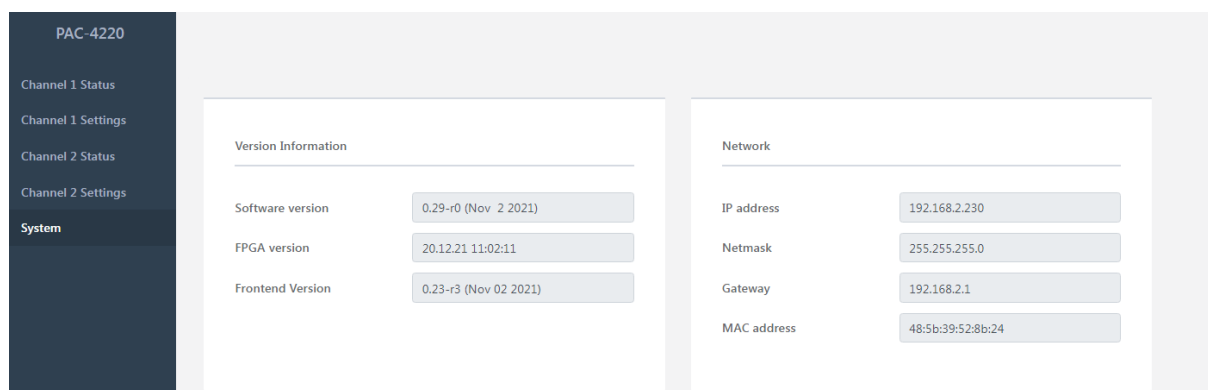 PAC-4220
Channel 1 Status
Channel 1 Settings
Channel 2 Status
Channel 2 Settings
System
Version Information
Software version 0.29-r0 (Nov  2 2021)
FPGA version 20.12.21 11:02:11
Frontend Version 0.23-r3 (Nov 02 2021)
Network
IP address 192.168.2.230
Netmask 255.255.255.0
Gateway 192.168.2.1
MAC address 48:5b:39:52:8b:24